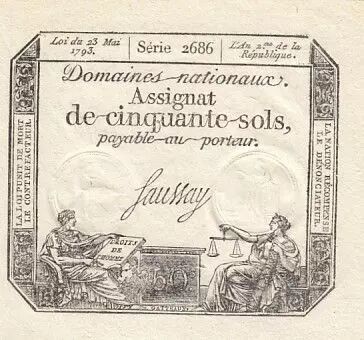 Loi du 23 Mai
1793.
Série 2686
L'An 2me de la
République.
Domaines nationaux.
Assignat
de cinquante sols,
payable au porteur.
Saussay
LA LOI PUNIT DE MORT
LE CONTREFACTEUR.
LA NATION RÉCOMPENSE
LE DÉNONCIATEUR.
DROITS
DE
L'HOMME
50